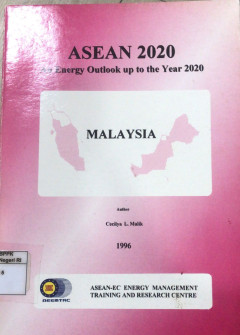 ASEAN 2020
An Energy Outlook up to the Year 2020
MALAYSIA
Author
Cecilya L. Malik
1996
ASEAN-EC ENERGY MANAGEMENT
TRAINING AND RESEARCH CENTRE